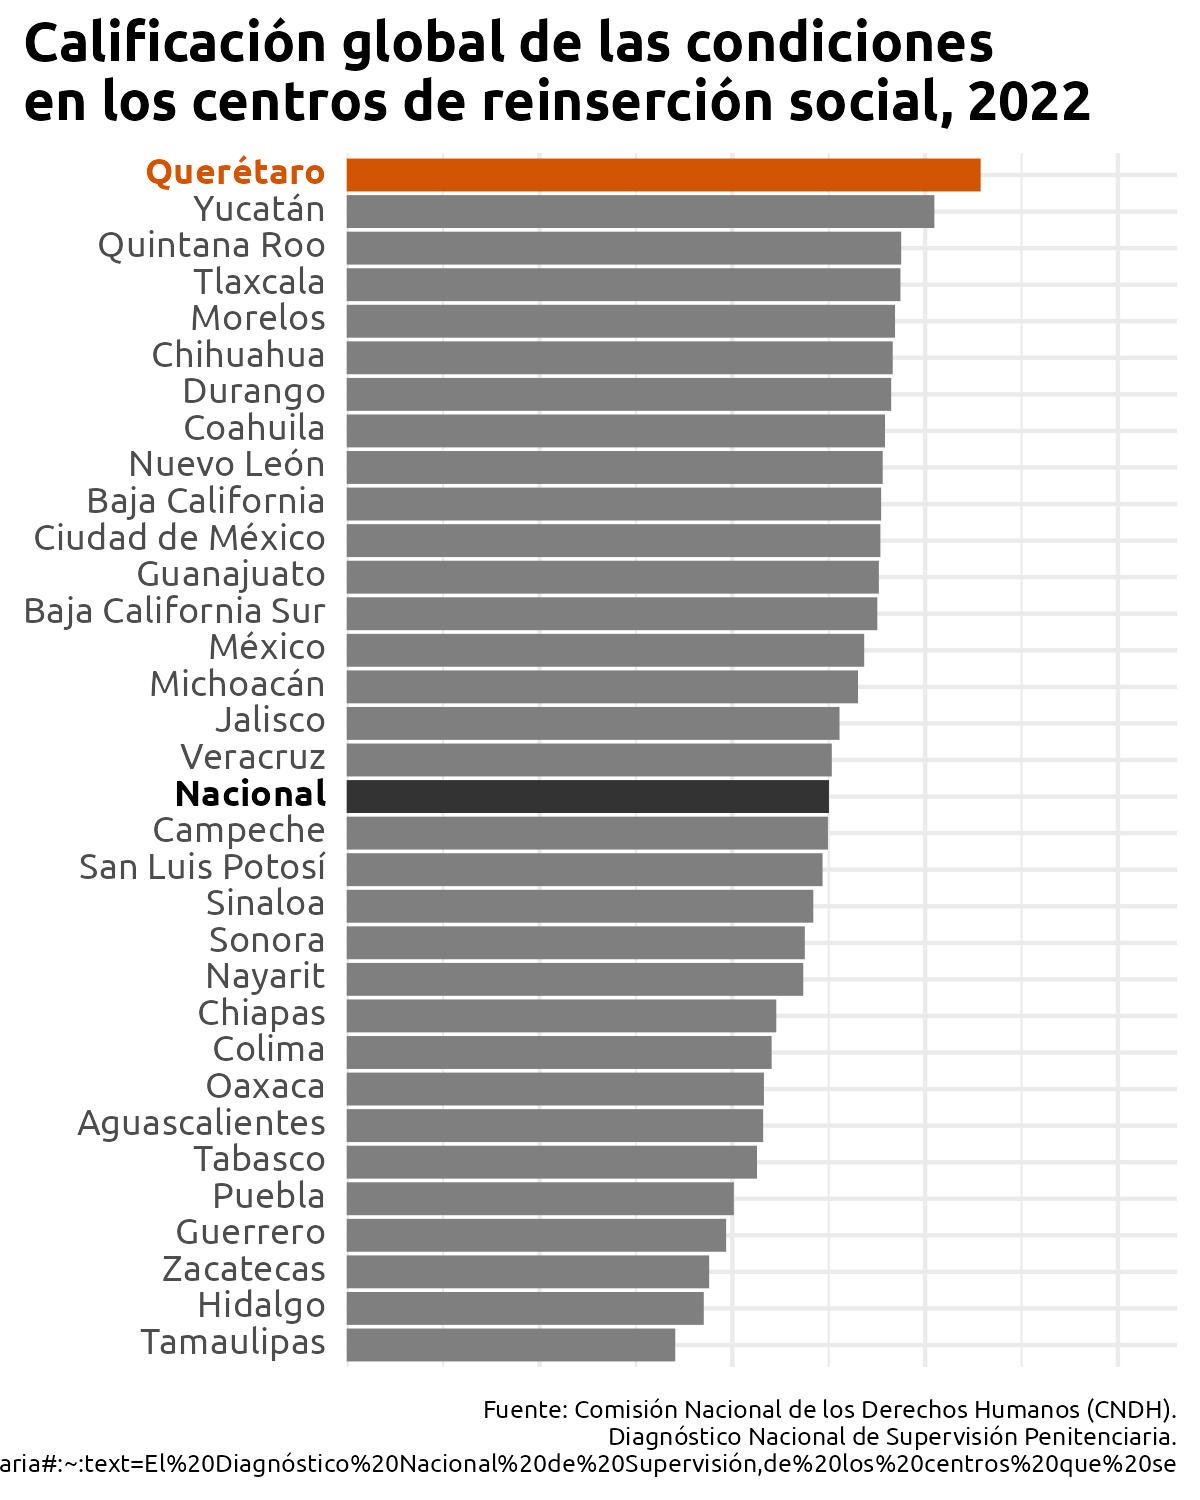 Calificación global de las condiciones
en los centros de reinserción social, 2022
Querétaro
Yucatán
Quintana Roo
Tlaxcala
Morelos
Chihuahua
Durango
Coahuila
Nuevo León
Baja California
Ciudad de México
Guanajuato
Baja California Sur
México
Michoacán
Jalisco
Veracruz
Nacional
Campeche
San Luis Potosí
Sinaloa
Sonora
Nayarit
Chiapas
Colima
Oaxaca
Aguascalientes
Tabasco
Puebla
Guerrero
Zacatecas
Hidalgo
Tamaulipas
Fuente: Comisión Nacional de los Derechos Humanos (CNDH).
Diagnóstico Nacional de Supervisión Penitenciaria.
aria#:~:text=El%20Diagnóstico%20Nacional%20de%20Supervisión,de%20los%20centros%20que%20se